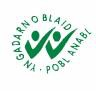 YN GADARN O BLAID
POBL ANABL